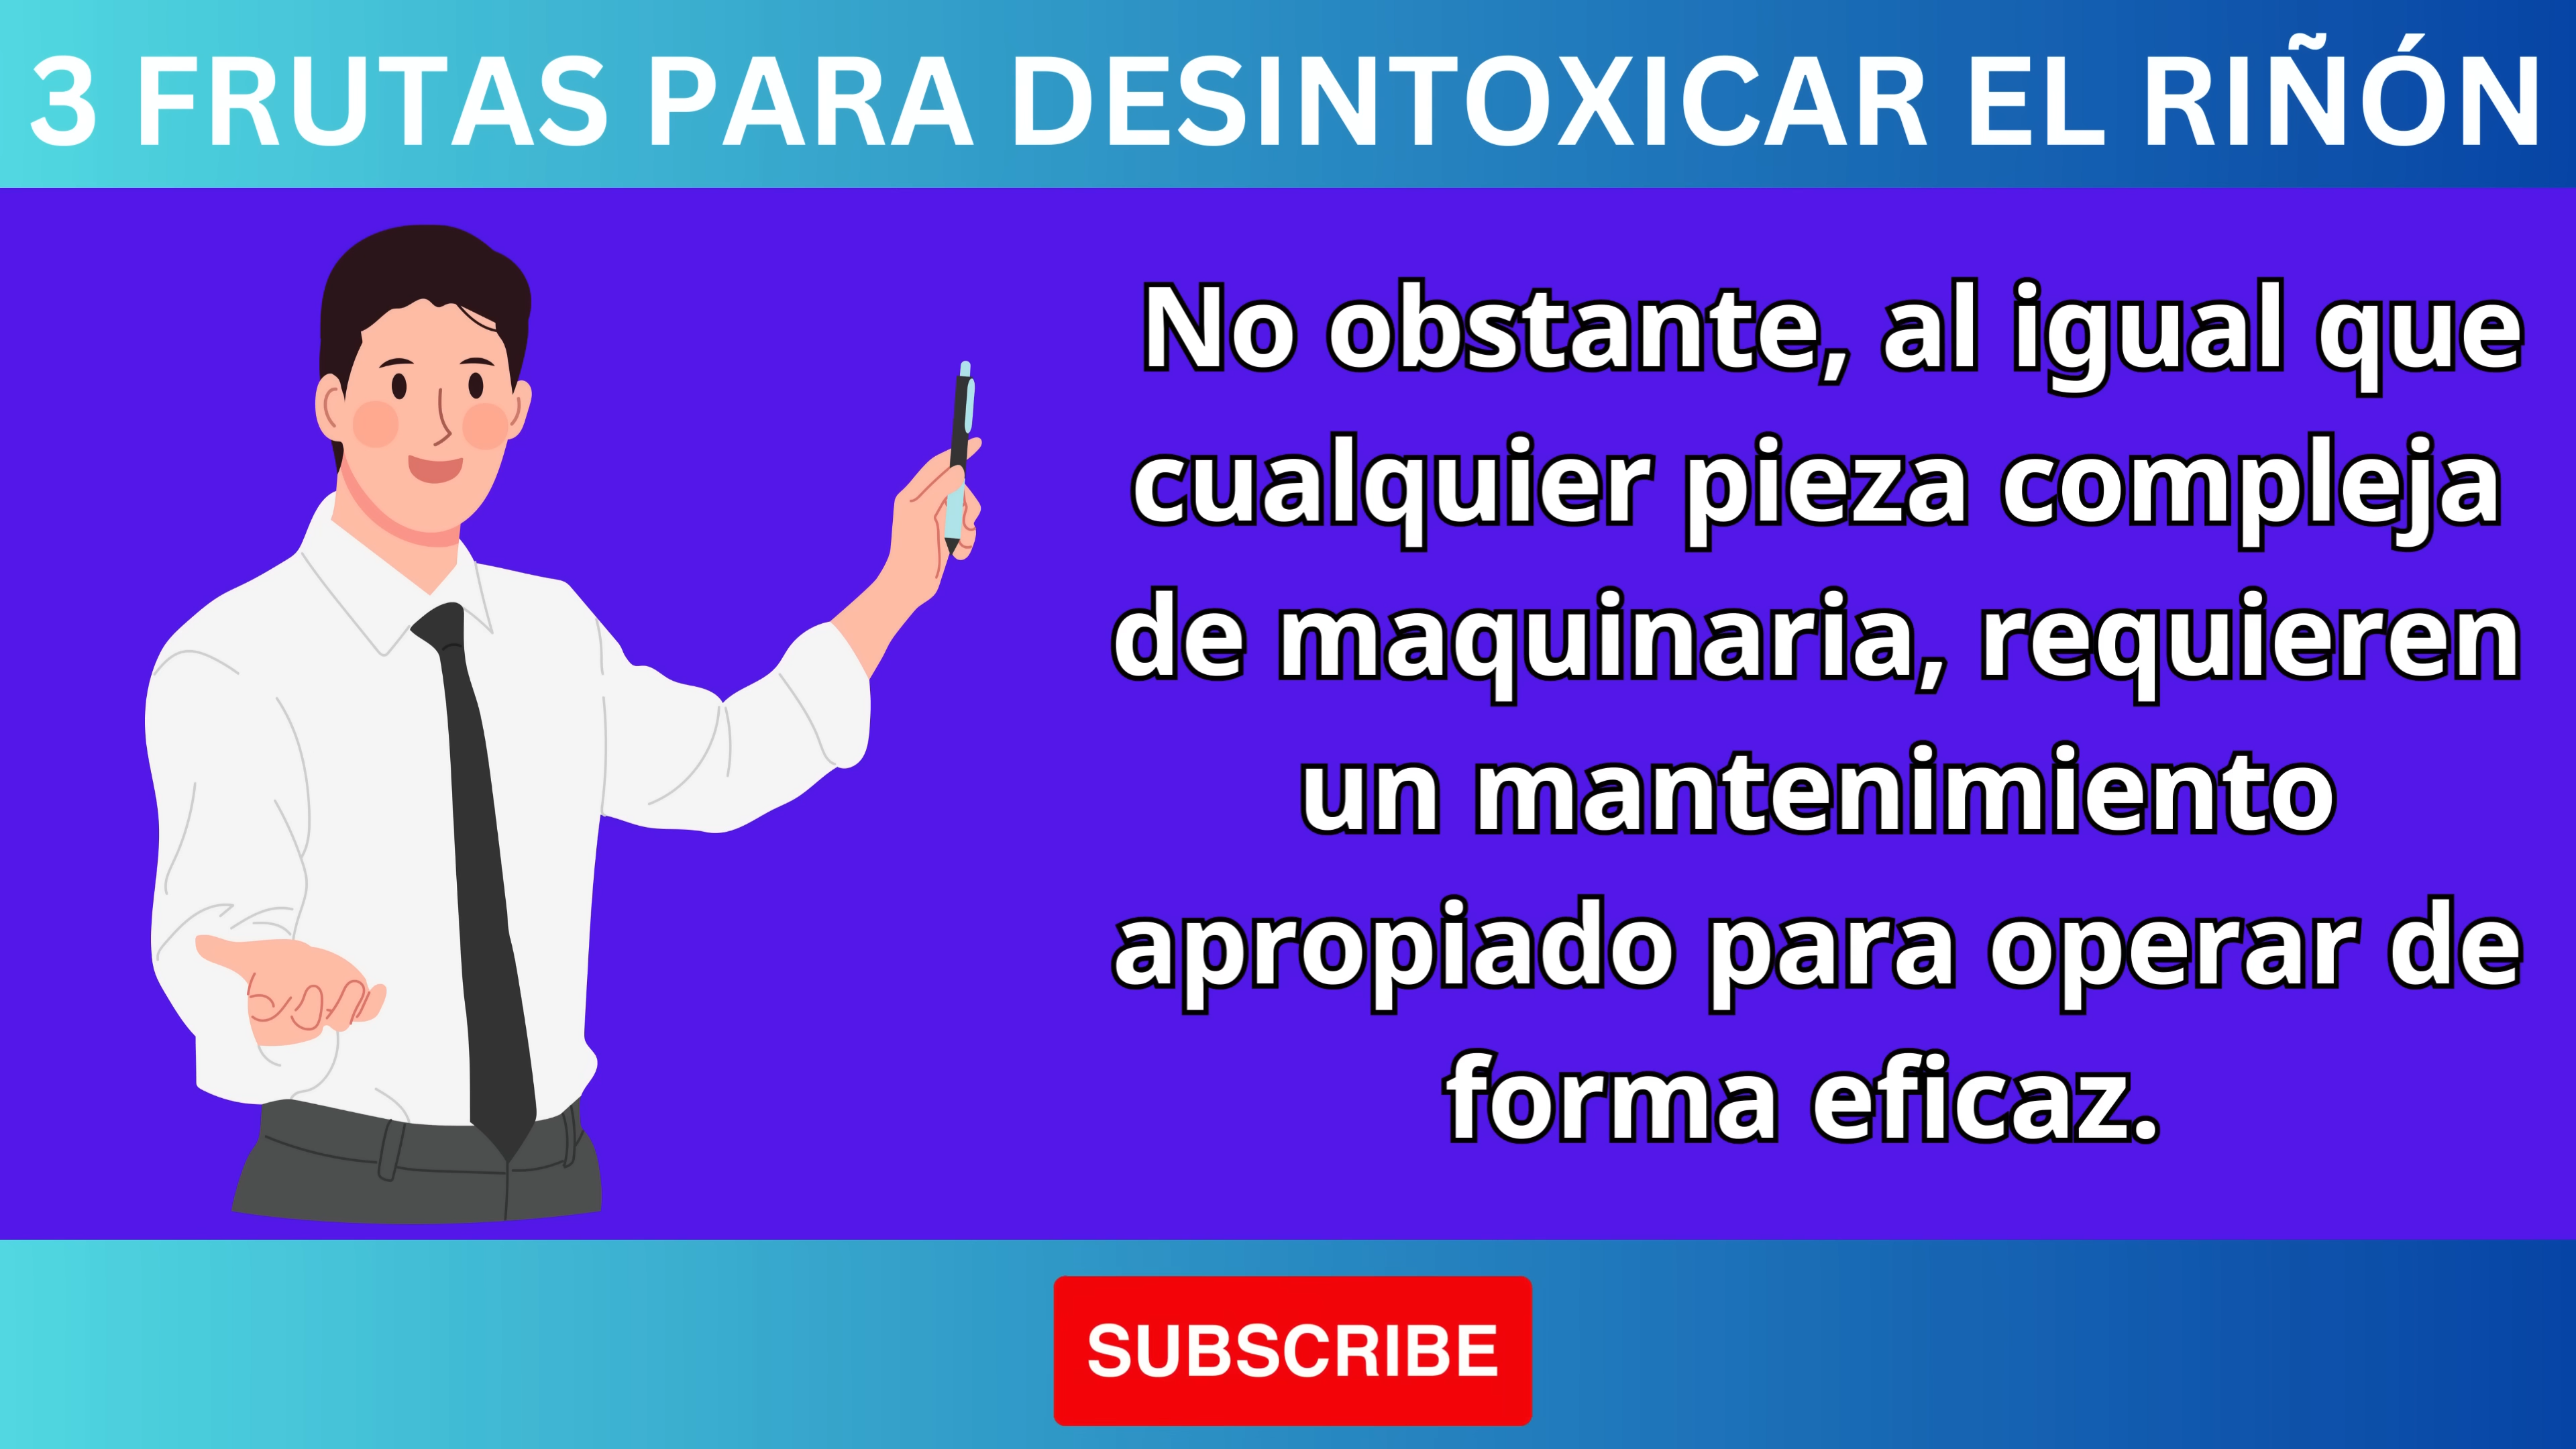 3 FRUTAS PARA DESINTOXICAR EL RIÑÓN
No obstante, al igual que
cualquier pieza compleja
de maquinaria, requieren
un mantenimiento
apropiado para operar de
forma eficaz.
SUBSCRIBE